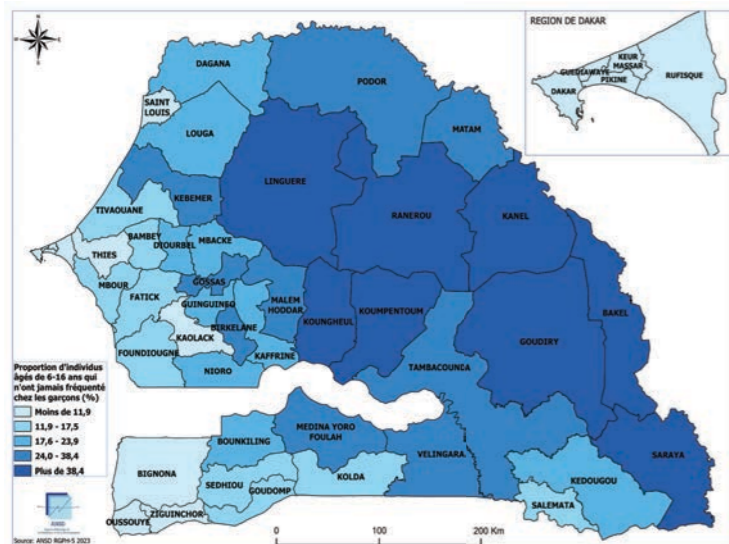 REGION DE DAKAR
KEUR
MASSAR
GUEDIAWAYE
PIKINE
DAKAR
RUFISQUE
DAGANA
PODOR
SAINT
LOUIS
LOUGA
MATAM
LINGUERE
KEBEMER
RANEROU
KANEL
TIVAOUANE
BAMBEY
MBACKE
DIOURBEL
THIES
MBOUR
GOSSAS
FATICK
GUINGUINEO
MALEM
HODDAR
BAKEL
KOUNGHEUL
KOUMPENTOUM
BIRKELANE
GOUDIRY
KAOLACK
FOUNDIOUGNE
KAFFRINE
NIORO
TAMBACOUNIA
Proportion d'individus
âgés de 6-16 ans qui
n'ont jamais fréquenté
chez les garçons (%)
Moins de 11,9
11,9 - 17,5
17,6 - 23,9
24,0 - 38,4
Plus de 38,4
MEDINA YORO
FOULAH
BOUNKILING
VELINGARA
SARAYA
BIGNONA
KOLDA
KEDOUGOU
SEDHIOU
GOUDOMP
SALEMATA
ZIGUINCHOR
OUSSOUYE
ANSD
0 100 200 Km
Source: ANSD RGPH-5 2023